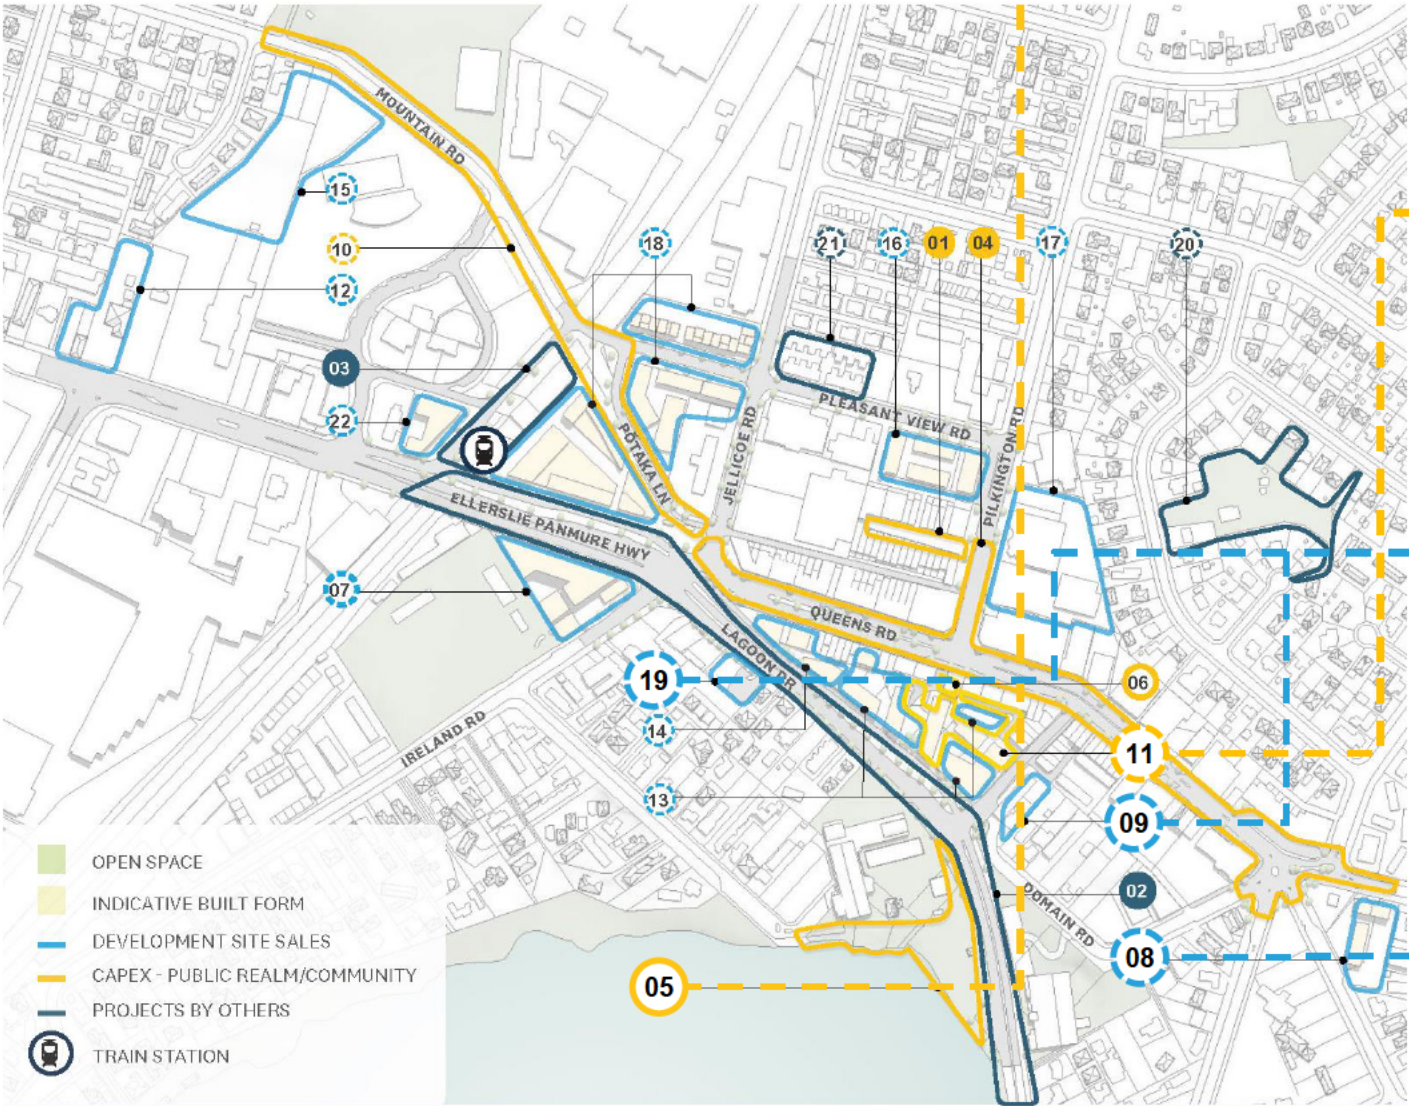 MOUNTAIN RD
15
10
12
18
21
16
01
04
17
20
03
22
PLEASANT VIEW RD
POTAKA LN
JELLICOE RD
PILKINGTON RD
ELLERSLIE PANMURE HWY
07
QUEENS RD
LAGOON DR
19
06
14
IRELAND RD
11
13
09
02
DOMAIN RD
08
05
OPEN SPACE
INDICATIVE BUILT FORM
DEVELOPMENT SITE SALES
CAPEX - PUBLIC REALM/COMMUNITY
PROJECTS BY OTHERS
TRAIN STATION